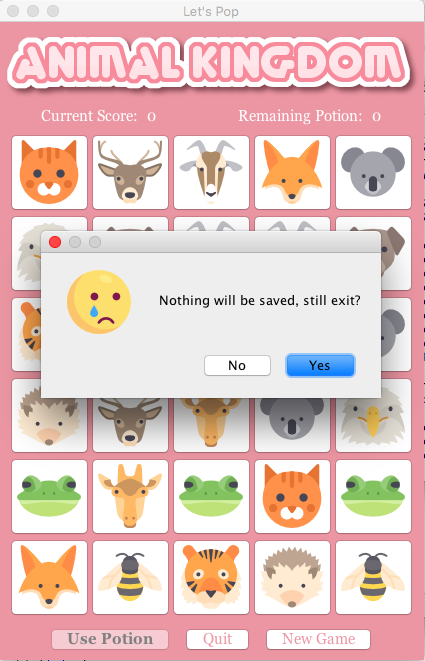 Let's Pop
ANIMAL KINGDOM
Current Score: 0
Remaining Potion: 0
Nothing will be saved, still exit?
No
Yes
Use Potion
Quit
New Game